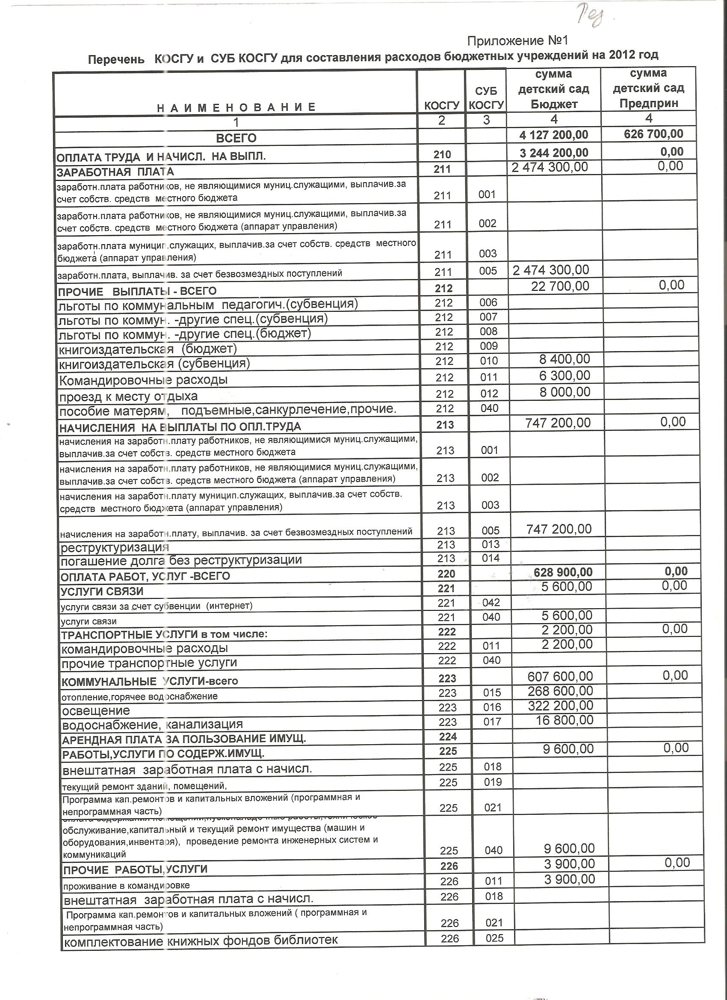 Приложение №1
Перечень КОСГУ и СУБ КОСГУ для составления расходов бюджетных учреждений на 2012 год
Н А И М Е Н О В А Н И Е КОСГУ СУБ КОСГУ сумма детский сад Бюджет сумма детский сад Предприн
1 2 3 4 4
ВСЕГО 4 127 200,00 626 700,00
ОПЛАТА ТРУДА И НАЧИСЛ. НА ВЫПЛ. 210 3 244 200,00 0,00
ЗАРАБОТНАЯ ПЛАТА 211 2 474 300,00 0,00
заработн.плата работников, не являющимися муниц.служащими, выплачив.за
счет собств. средств местного бюджета 211 001
заработн.плата работников, не являющимися муниц.служащими, выплачив.за
счет собств. средств местного бюджета (аппарат управления) 211 002
заработн.плата муницип.служащих, выплачив.за счет собств. средств местного
бюджета (аппарат управления) 211 003
заработн.плата, выплачив. за счет безвозмездных поступлений 211 005 2 474 300,00
ПРОЧИЕ ВЫПЛАТЫ - ВСЕГО 212 22 700,00 0,00
льготы по коммунальным педагогич.(субвенция) 212 006
льготы по коммун. -другие спец.(субвенция) 212 007
льготы по коммун. -другие спец.(бюджет) 212 008
книгоиздательская (бюджет) 212 009
книгоиздательская (субвенция) 212 010 8 400,00
Командировочные расходы 212 011 6 300,00
проезд к месту отдыха 212 012 8 000,00
пособие матерям, подъемные,санкурлечение,прочие. 212 040
НАЧИСЛЕНИЯ НА ВЫПЛАТЫ ПО ОПЛ.ТРУДА 213 747 200,00 0,00
начисления на заработн.плату работников, не являющимися муниц.служащими,
выплачив.за счет собств. средств местного бюджета 213 001
начисления на заработн.плату работников, не являющимися муниц.служащими,
выплачив.за счет собств. средств местного бюджета (аппарат управления) 213 002
начисления на заработн.плату муницип.служащих, выплачив.за счет собств.
средств местного бюджета (аппарат управления) 213 003
начисления на заработн.плату, выплачив. за счет безвозмездных поступлений 213 005 747 200,00
реструктуризация 213 013
погашение долга без реструктуризации 213 014
ОПЛАТА РАБОТ, УСЛУГ -ВСЕГО 220 628 900,00 0,00
УСЛУГИ СВЯЗИ 221 5 600,00 0,00
услуги связи за счет субвенции (интернет) 221 042
услуги связи 221 040 5 600,00
ТРАНСПОРТНЫЕ УСЛУГИ в том числе: 222 2 200,00 0,00
командировочные расходы 222 011 2 200,00
прочие транспортные услуги 222 040
КОММУНАЛЬНЫЕ УСЛУГИ-всего 223 607 600,00 0,00
отопление,горячее водоснабжение 223 015 268 600,00
освещение 223 016 322 200,00
водоснабжение, канализация 223 017 16 800,00
АРЕНДНАЯ ПЛАТА ЗА ПОЛЬЗОВАНИЕ ИМУЩ. 224
РАБОТЫ,УСЛУГИ ПО СОДЕРЖ.ИМУЩ. 225 9 600,00 0,00
внештатная заработная плата с начисл. 225 018
текущий ремонт зданий, помещений, 225 019
Программа кап.ремонтов и капитальных вложений (программная и
непрограммная часть) 225 021
обслуживание,капитальный и текущий ремонт имущества (машин и
оборудования,инвентаря), проведение ремонта инженерных систем и
коммуникаций 225 040 9 600,00
ПРОЧИЕ РАБОТЫ,УСЛУГИ 226 3 900,00 0,00
проживание в командировке 226 011 3 900,00
внештатная заработная плата с начисл. 226 018
Программа кап.ремонтов и капитальных вложений ( программная и
непрограммная часть) 226 021
комплектование книжных фондов библиотек 226 025